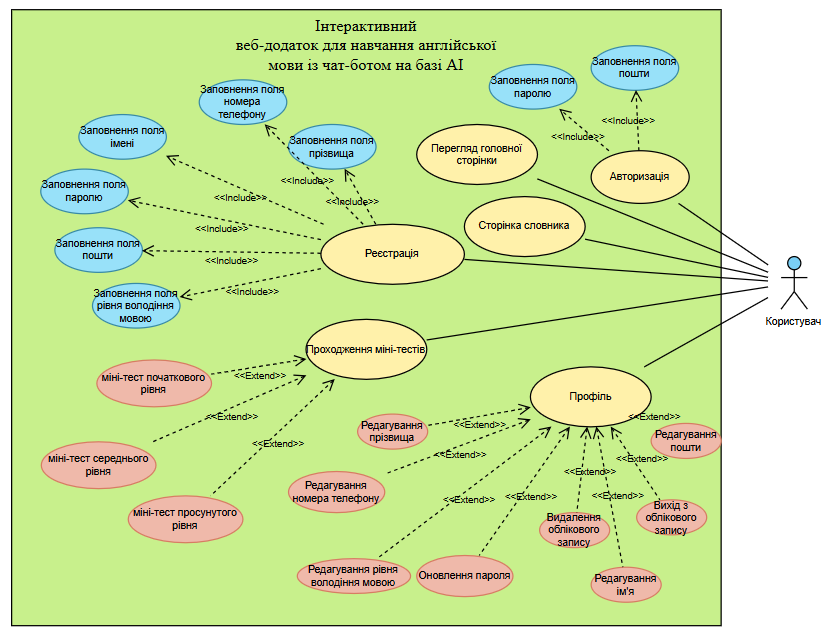 Інтерактивний
веб-додаток для навчання англійської
мови із чат-ботом на базі AI
Заповнення поля
пошти
Заповнення поля
паролю
<<Include>>
<<Include>>
Авторизація
Заповнення поля
номера
телефону
Заповнення поля
імені
Заповнення поля
прізвища
Перегляд головної
сторінки
Заповнення поля
паролю
<<Include>>
<<Include>>
<<Include>>
<<Include>>
Сторінка словника
Заповнення поля
пошти
<<Include>>
Реєстрація
Заповнення поля
рівня володіння
мовою
<<Include>>
Користувач
Проходження міні-тестів
міні-тест початкового
рівня
<<Extend>>
<<Extend>>
<<Extend>>
міні-тест середнього
рівня
міні-тест просунутого
рівня
Профіль
<<Extend>>
Редагування
прізвища
<<Extend>>
Редагування
пошти
<<Extend>>
<<Extend>>
<<Extend>>
Редагування
номера телефону
<<Extend>>
<<Extend>>
<<Extend>>
Видалення
облікового
запису
Вихід з
облікового
запису
Редагування рівня
володіння мовою
Оновлення пароля
Редагування
ім'я